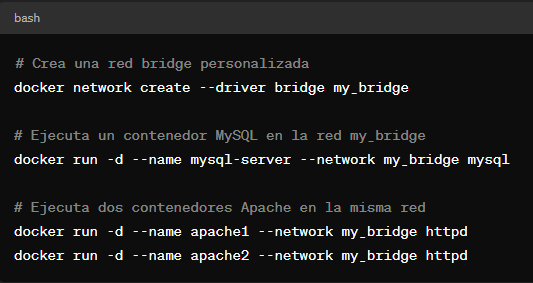 bash
# Crea una red bridge personalizada
docker network create --driver bridge my_bridge
# Ejecuta un contenedor MySQL en la red my_bridge
docker run -d --name mysql-server --network my_bridge mysql
# Ejecuta dos contenedores Apache en la misma red
docker run -d --name apache1 --network my_bridge httpd
docker run -d --name apache2 --network my_bridge httpd